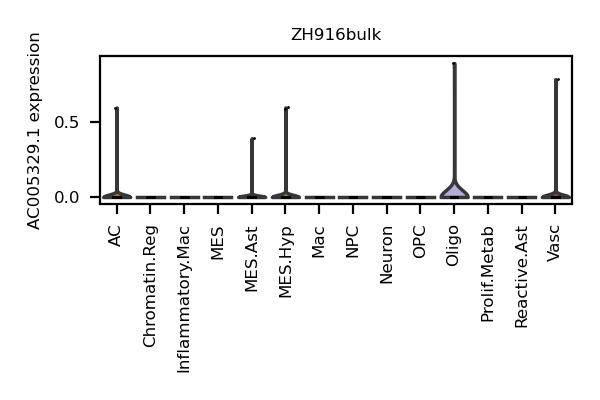 ZH916bulk
AC005329.1 expression
0.5
0.0
AC
Chromatin.Reg
Inflammatory.Mac
MES
MES.Ast
MES.Hyp
Mac
NPC
Neuron
OPC
Oligo
Prolif.Metab
Reactive.Ast
Vasc